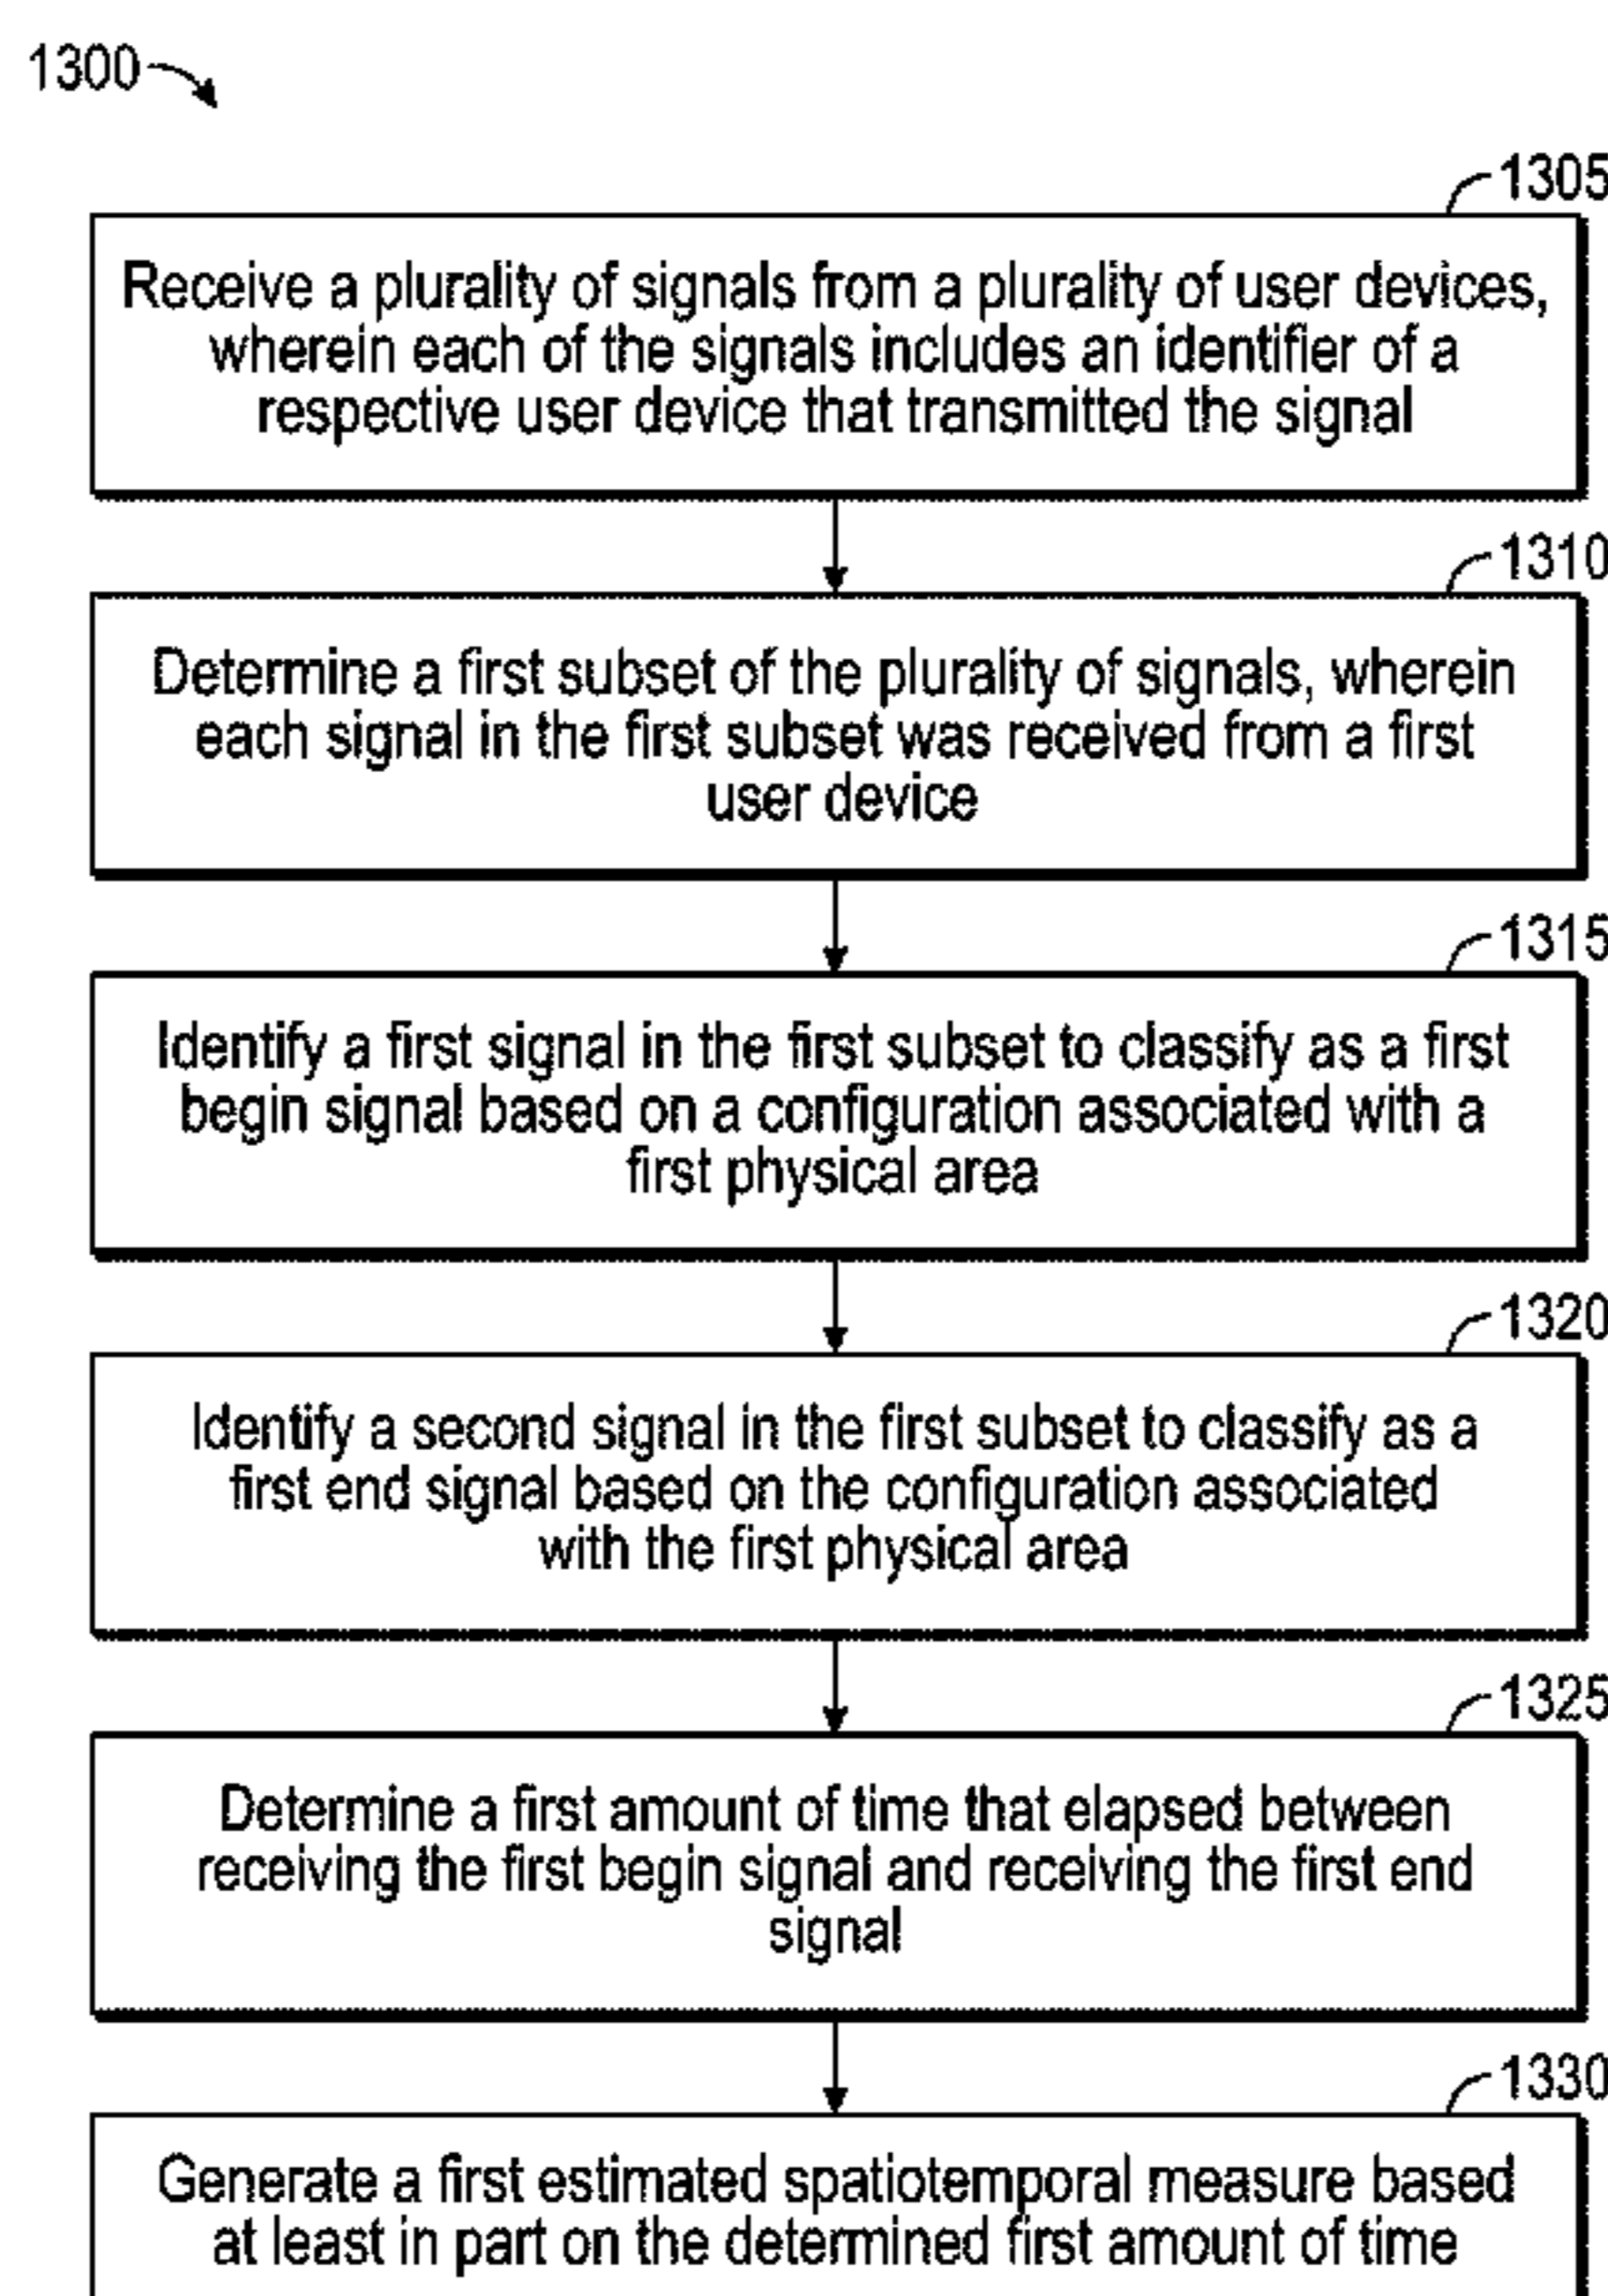 1300
1305
Receive a plurality of signals from a plurality of user devices,
wherein each of the signals includes an identifier of a
respective user device that transmitted the signal
1310
Determine a first subset of the plurality of signals, wherein
each signal in the first subset was received from a first
user device
1315
Identify a first signal in the first subset to classify as a first
begin signal based on a configuration associated with a
first physical area
1320
Identify a second signal in the first subset to classify as a
first end signal based on the configuration associated
with the first physical area
1325
Determine a first amount of time that elapsed between
receiving the first begin signal and receiving the first end
signal
1330
Generate a first estimated spatiotemporal measure based
at least in part on the determined first amount of time